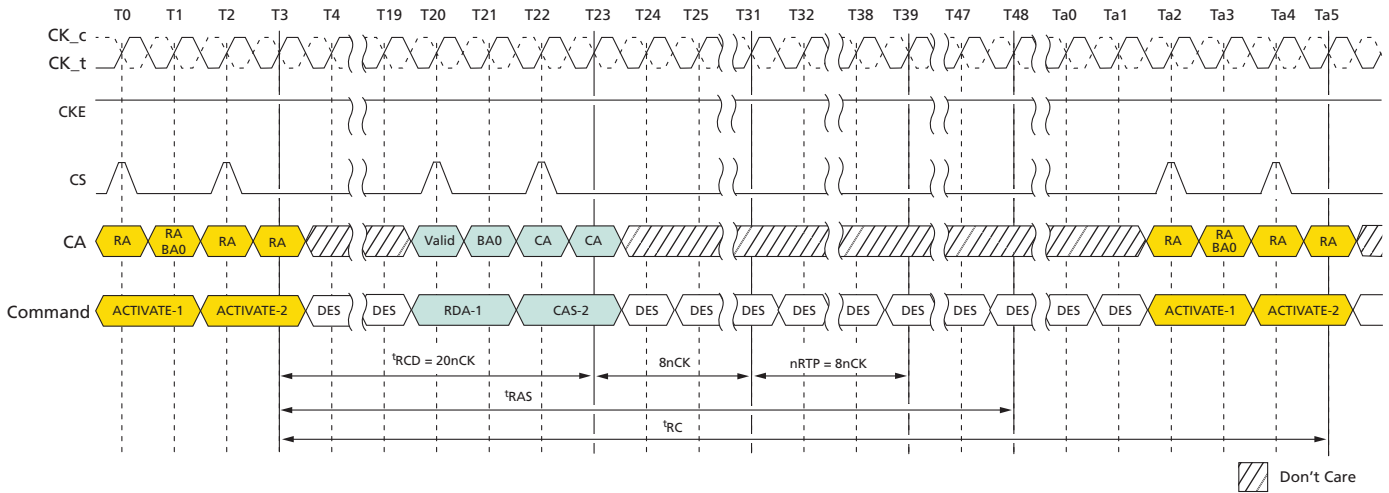 T0 T1 T2 T3 T4 T19 T20 T21 T22 T23 T24 T25 T31 T32 T38 T39 T47 T48 Ta0 Ta1 Ta2 Ta3 Ta4 Ta5
CK_c
CK_t
CKE
CS
CA RA RA BA0 RA RA Valid BA0 CA CA RA RA BA0 RA RA
Command ACTIVATE-1 ACTIVATE-2 DES DES RDA-1 CAS-2 DES DES DES DES DES DES DES DES DES DES ACTIVATE-1 ACTIVATE-2
tRCD = 20nCK 8nCK nRTP = 8nCK
tRAS
tRC
Don't Care